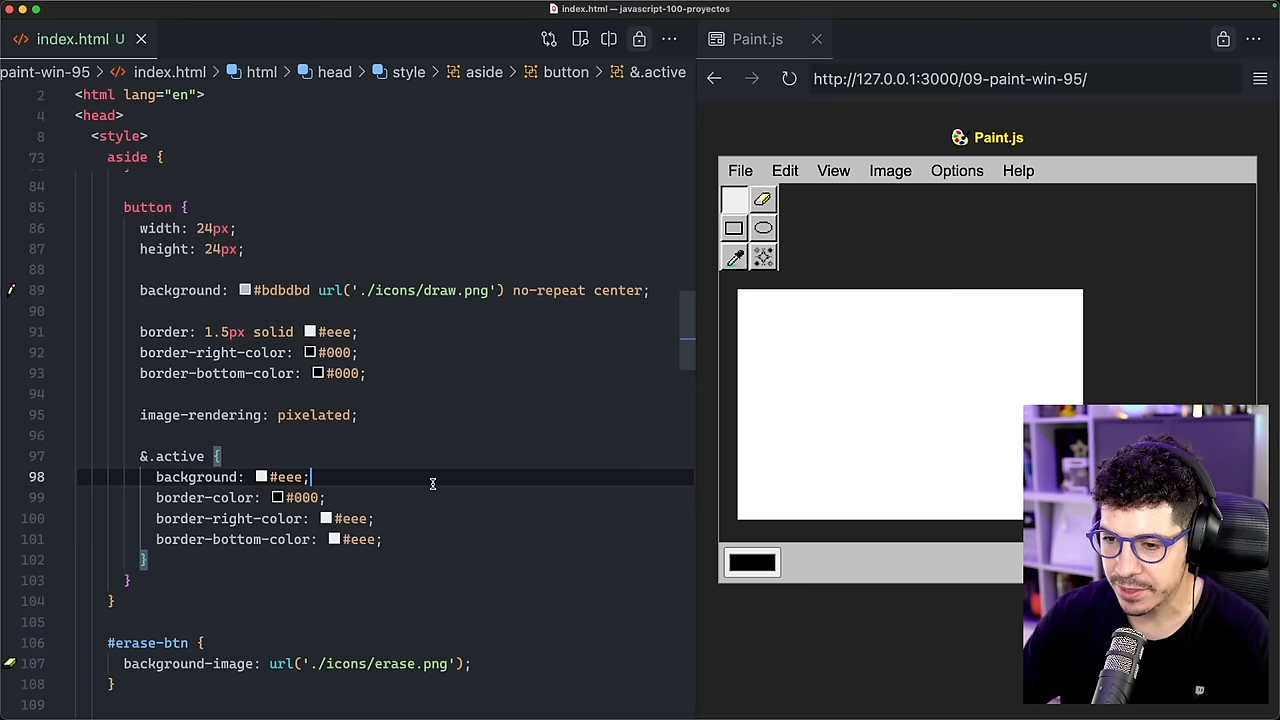 index.html — javascript-100-proyectos
index.html U
Paint.js
paint-win-95 > index.html > html > head > style > aside > button > &.active
http://127.0.0.1:3000/09-paint-win-95/
2 <html lang="en">
4 <head>
8 <style>
73 aside {
84
85 button {
86 width: 24px;
87 height: 24px;
88
89 background: #bdbdbd url('./icons/draw.png') no-repeat center;
90
91 border: 1.5px solid #eee;
92 border-right-color: #000;
93 border-bottom-color: #000;
94
95 image-rendering: pixelated;
96
97 &.active {
98 background: #eee;
99 border-color: #000;
100 border-right-color: #eee;
101 border-bottom-color: #eee;
102 }
103 }
104 }
105
106 #erase-btn {
107 background-image: url('./icons/erase.png');
108 }
109
Paint.js
File Edit View Image Options Help